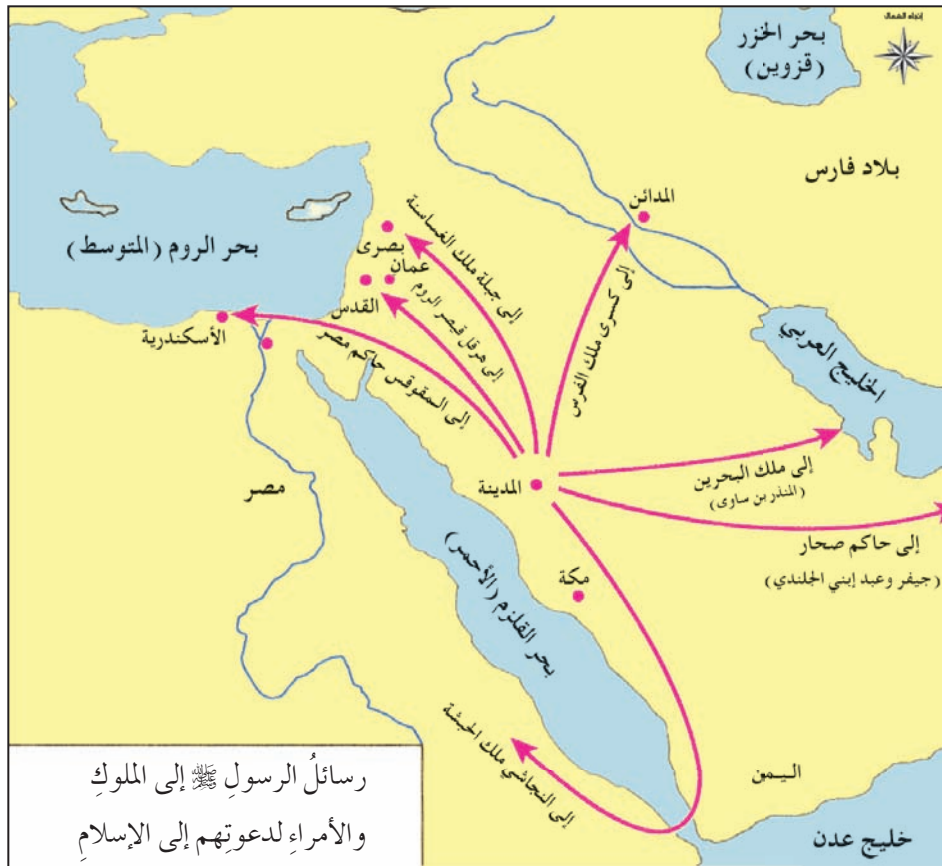 إتجاه الشمال
بحر الخزر
(قزوين)
بلاد فارس
المدائن
بحر الروم (المتوسط)
بصرى
عمان
القدس
الأسكندرية
إلى جبلة ملك الغساسنة
إلى هرقل قيصر الروم
إلى المقوقس حاكم مصر
إلى كسرى ملك الفرس
الخليج العربي
المدينة
إلى ملك البحرين
(المنذر بن ساوى)
إلى حاكم صحار
(جيفر وعبد إبني الجلندي)
مصر
مكة
بحر القلزم (الأحمر)
إلى النجاشي ملك الحبشة
اليمن
خليج عدن
رسائلُ الرسولِ ﷺ إلى الملوكِ
والأمراءِ لدعوتِهم إلى الإسلامِ